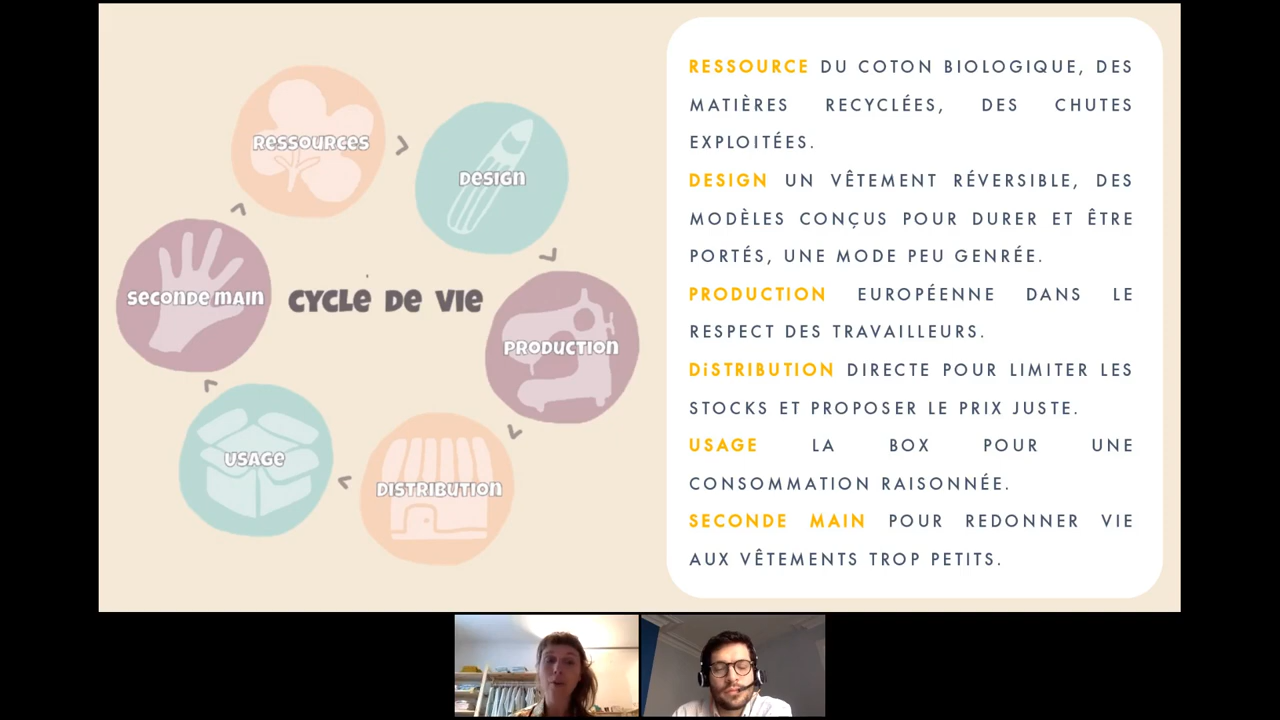 RESSOURCES
DESIGN
SECONDE MAIN
CYCLE DE VIE
PRODUCTION
USAGE
DISTRIBUTION
RESSOURCE DU COTON BIOLOGIQUE, DES
MATIÈRES RECYCLÉES, DES CHUTES
EXPLOITÉES.
DESIGN UN VÊTEMENT RÉVERSIBLE, DES
MODÈLES CONÇUS POUR DURER ET ÊTRE
PORTÉS, UNE MODE PEU GENRÉE.
PRODUCTION EUROPÉENNE DANS LE
RESPECT DES TRAVAILLEURS.
DiSTRIBUTION DIRECTE POUR LIMITER LES
STOCKS ET PROPOSER LE PRIX JUSTE.
USAGE LA BOX POUR UNE
CONSOMMATION RAISONNÉE.
SECONDE MAIN POUR REDONNER VIE
AUX VÊTEMENTS TROP PETITS.